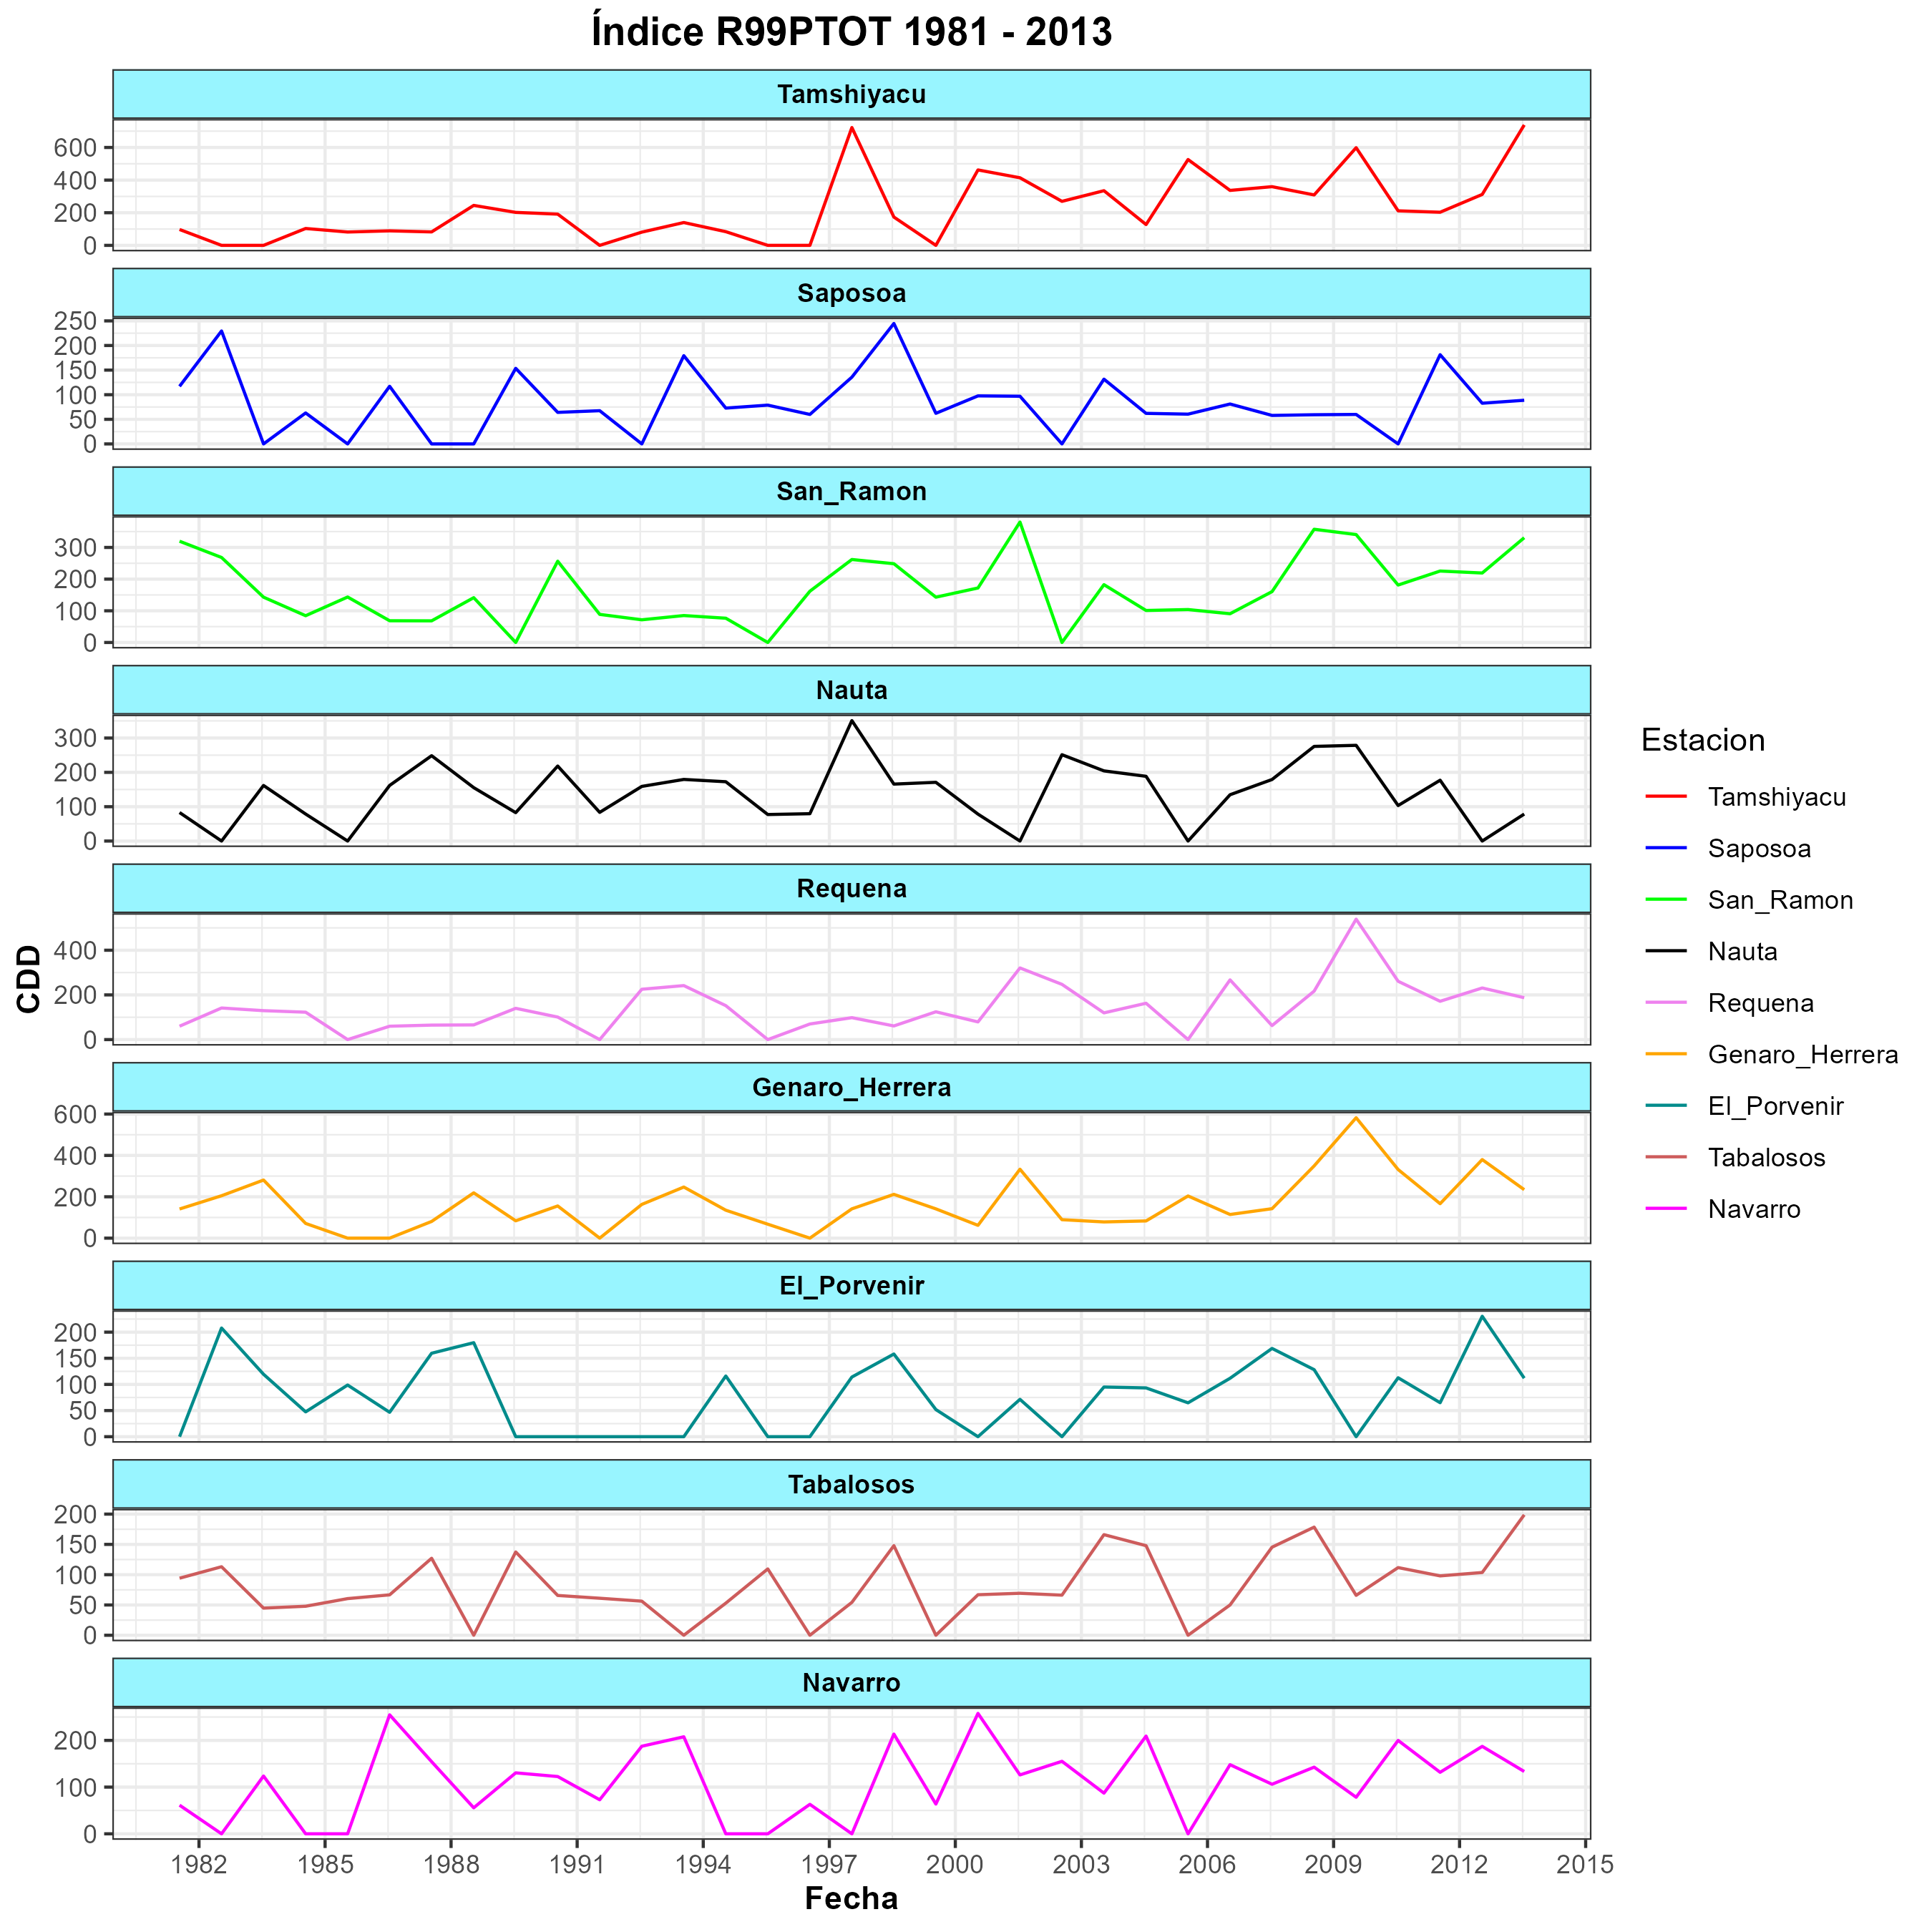 Índice R99PTOT 1981 - 2013
Tamshiyacu
600
400
200
0
Saposoa
250
200
150
100
50
0
San_Ramon
300
200
100
0
Nauta
300
200
100
0
Requena
400
200
0
Genaro_Herrera
600
400
200
0
El_Porvenir
200
150
100
50
0
Tabalosos
200
150
100
50
0
Navarro
200
100
0
1982 1985 1988 1991 1994 1997 2000 2003 2006 2009 2012 2015
Fecha
CDD
Estacion
Tamshiyacu
Saposoa
San_Ramon
Nauta
Requena
Genaro_Herrera
El_Porvenir
Tabalosos
Navarro